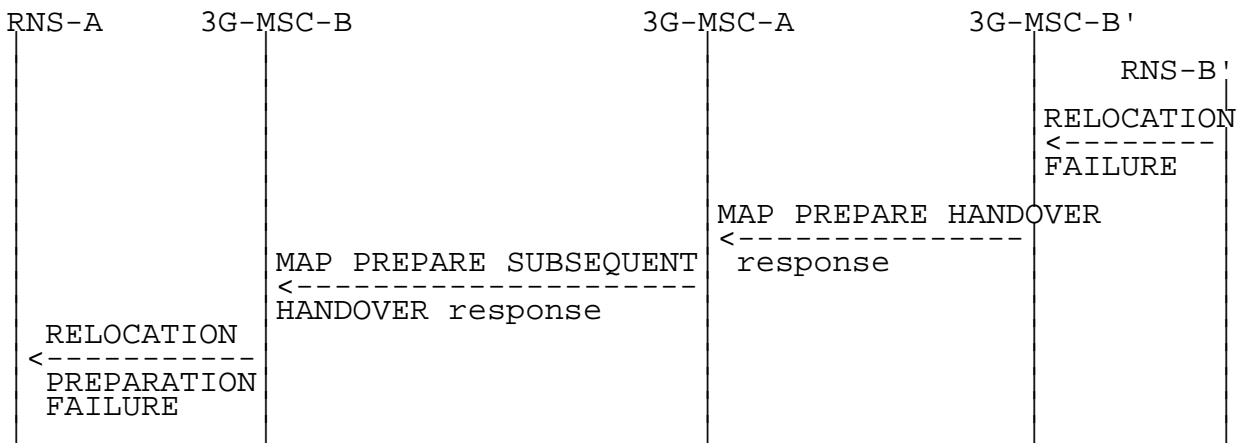 RNS-A 3G-MSC-B 3G-MSC-A 3G-MSC-B'
RNS-B'
RELOCATION
<--------
FAILURE
MAP PREPARE HANDOVER
<---------------
response
MAP PREPARE SUBSEQUENT
<---------------------
HANDOVER response
RELOCATION
<-----------
PREPARATION
FAILURE